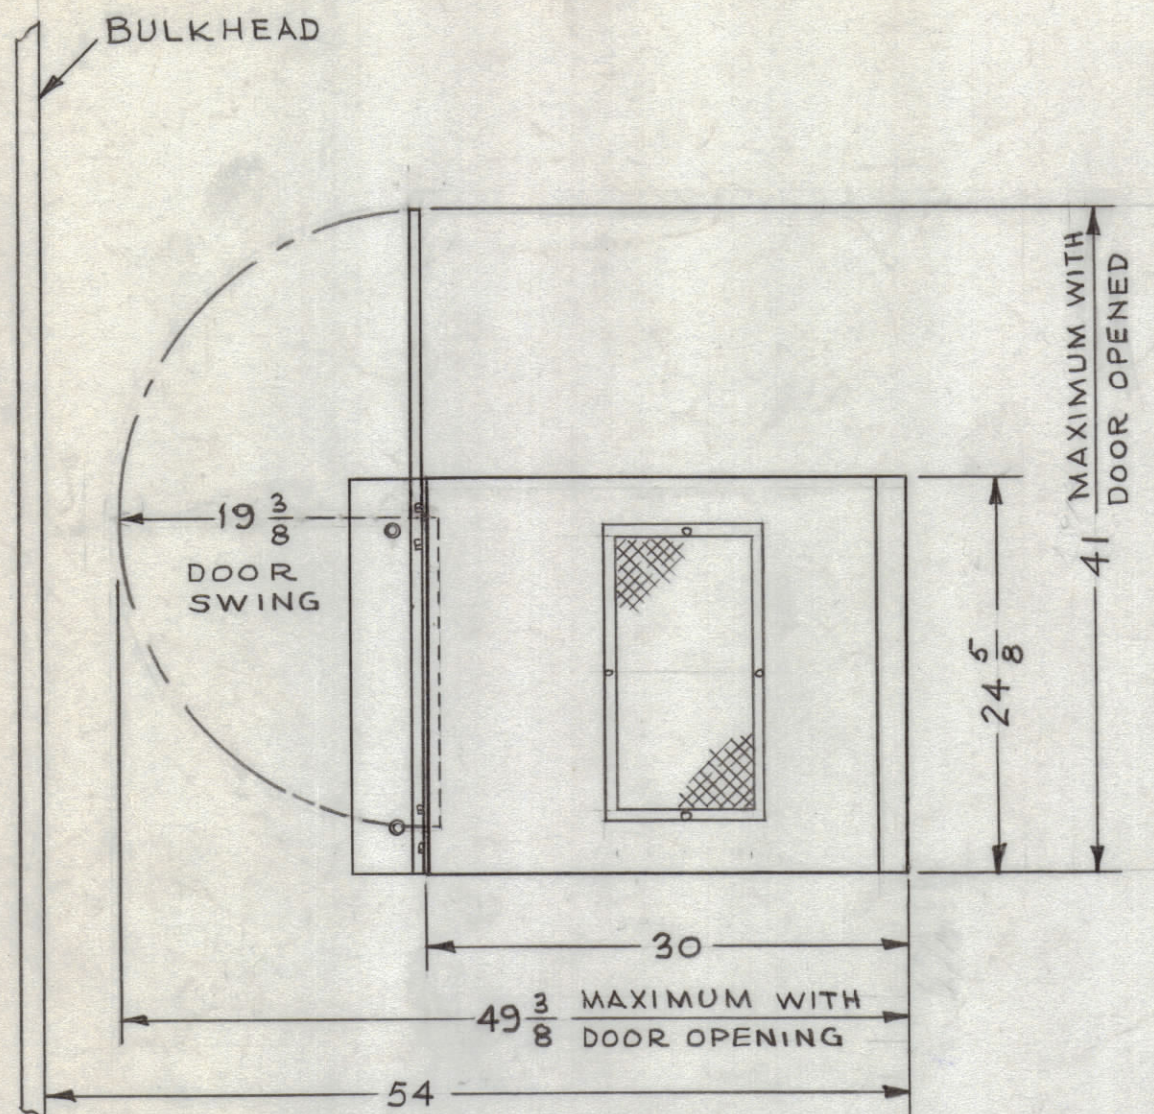 BULKHEAD
MAXIMUM WITH
DOOR OPENED
41
19 3/8
DOOR
SWING
24 5/8
30
49 3/8 MAXIMUM WITH
DOOR OPENING
54